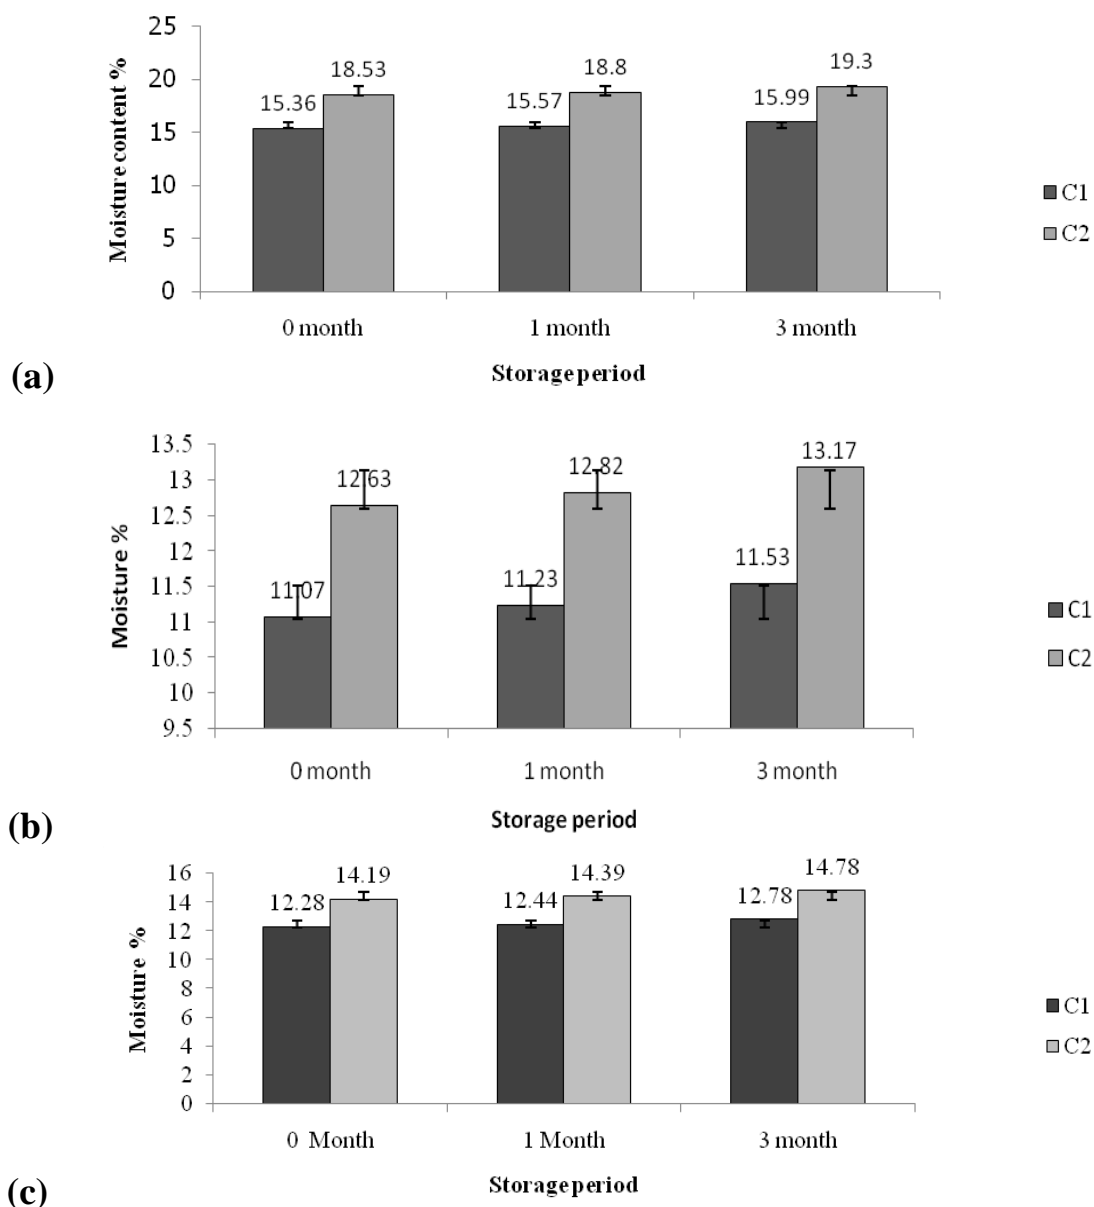 25
20
15
10
5
0
Moisture content %
15.36
18.53
15.57
18.8
15.99
19.3
0 month
1 month
3 month
Storage period
C1
C2
(a)
13.5
13
12.5
12
11.5
11
10.5
10
9.5
Moisture %
11.07
12.63
11.23
12.82
11.53
13.17
0 month
1 month
3 month
Storage period
C1
C2
(b)
16
14
12
10
8
6
4
2
0
Moisture %
12.28
14.19
12.44
14.39
12.78
14.78
0 Month
1 Month
3 month
Storage period
C1
C2
(c)